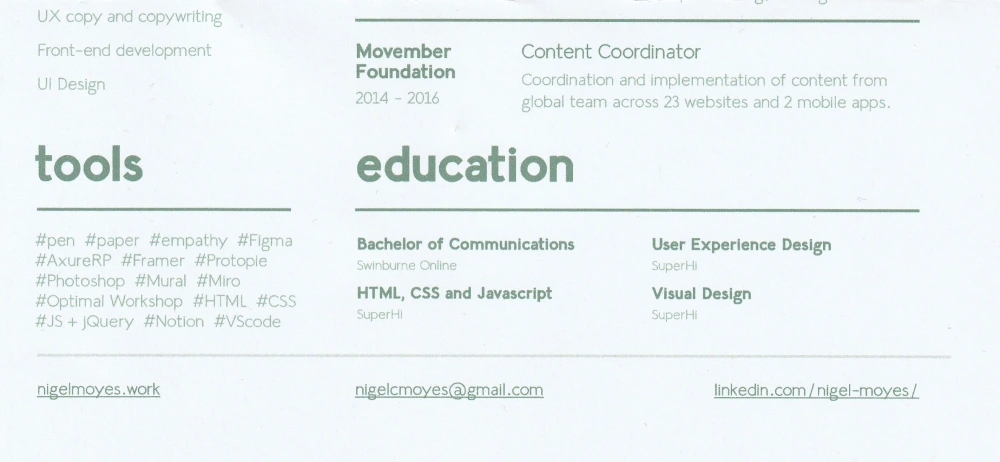 UX copy and copywriting
Front-end development
UI Design
Movember
Foundation
2014 - 2016
Content Coordinator
Coordination and implementation of content from
global team across 23 websites and 2 mobile apps.
tools
#pen #paper #empathy #Figma
#AxureRP #Framer #Protopie
#Photoshop #Mural #Miro
#Optimal Workshop #HTML #CSS
#JS + jQuery #Notion #VScode
education
Bachelor of Communications
Swinburne Online
HTML, CSS and Javascript
SuperHi
User Experience Design
SuperHi
Visual Design
SuperHi
nigelmoyes.work
nigelcmoyes@gmail.com
linkedin.com/nigel-moyes/